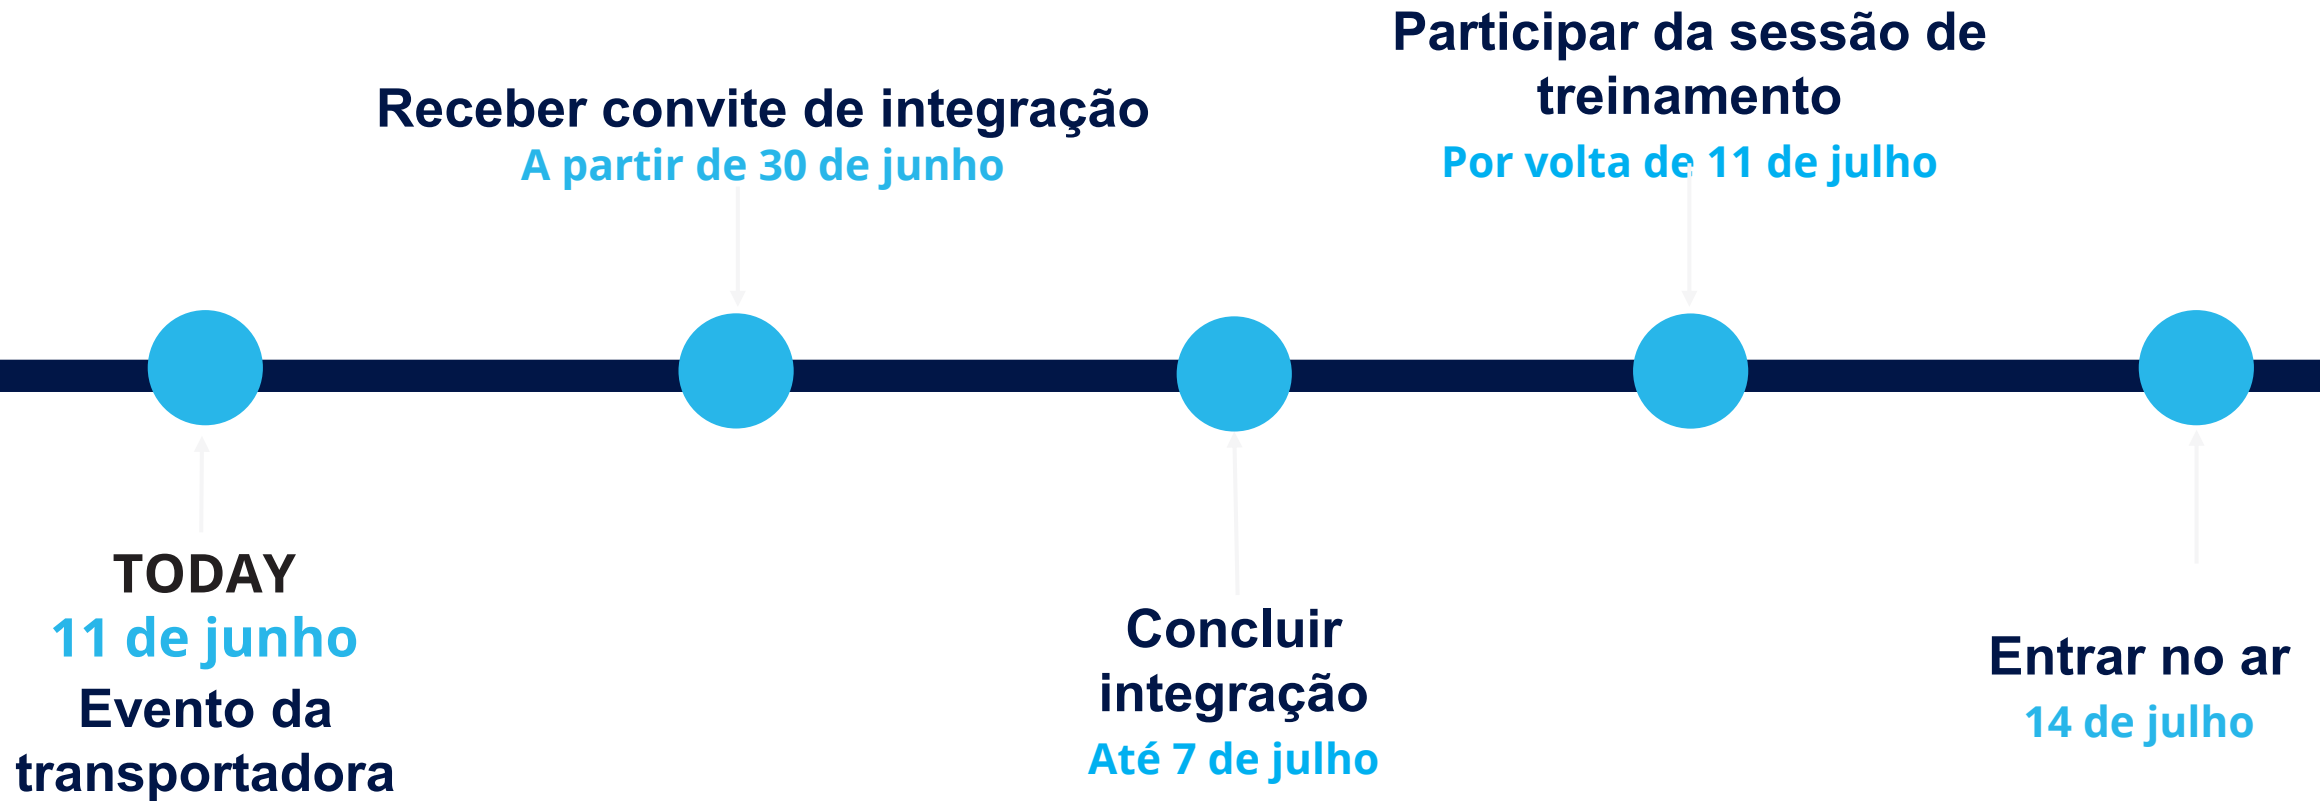 TODAY
11 de junho
Evento da
transportadora
Receber convite de integração
A partir de 30 de junho
Concluir
integração
Até 7 de julho
Participar da sessão de
treinamento
Por volta de 11 de julho
Entrar no ar
14 de julho